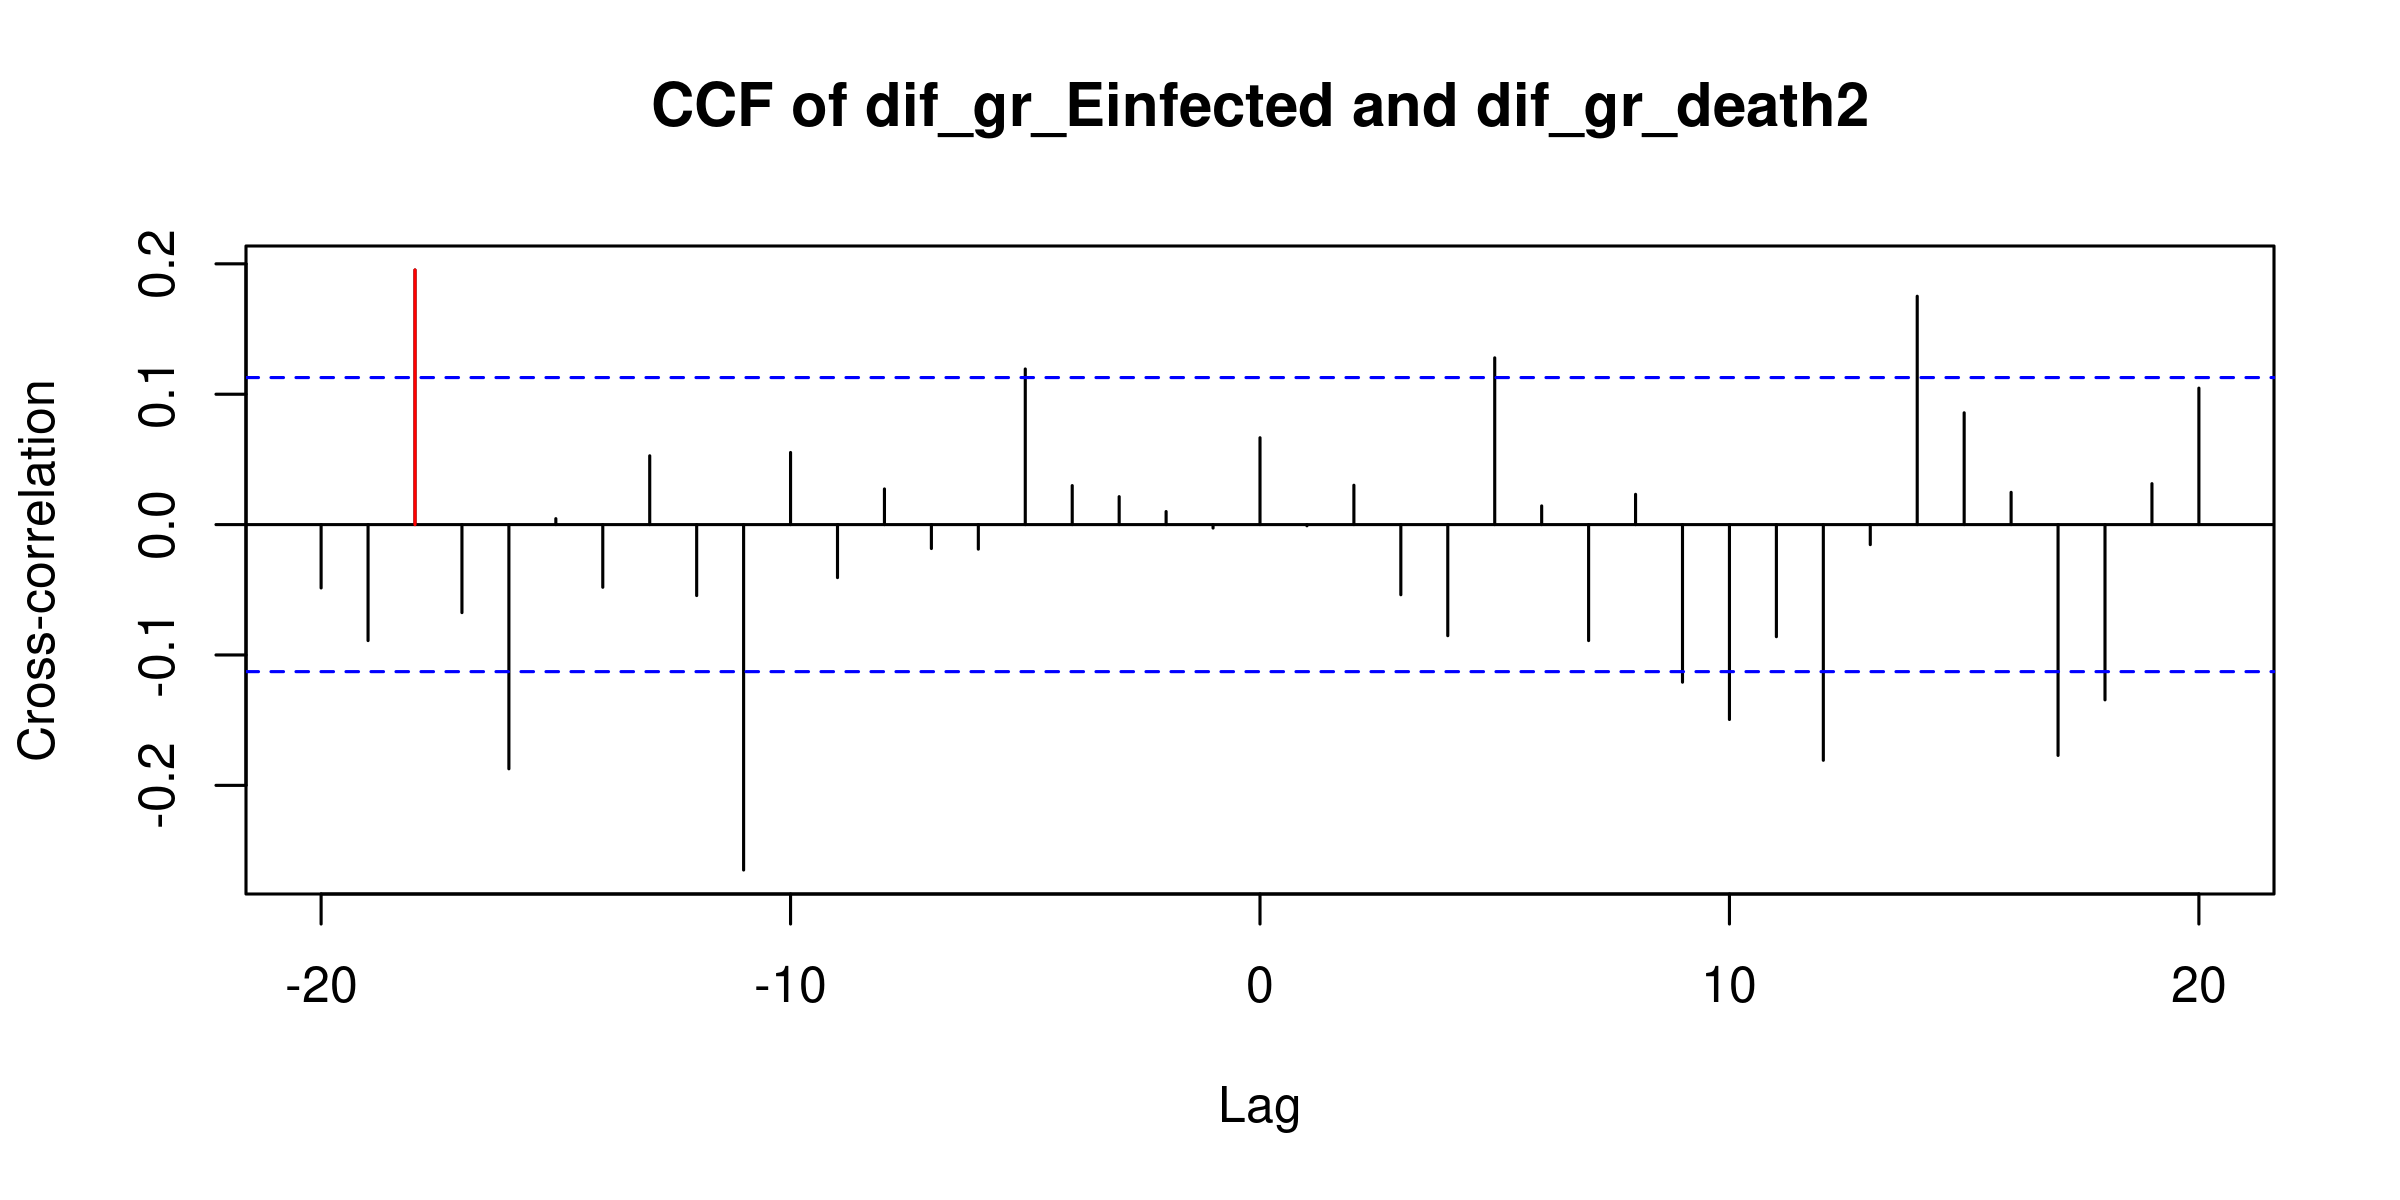 CCF of dif_gr_Einfected and dif_gr_death2
Cross-correlation
0.2
0.1
0.0
-0.1
-0.2
-20 -10 0 10 20
Lag